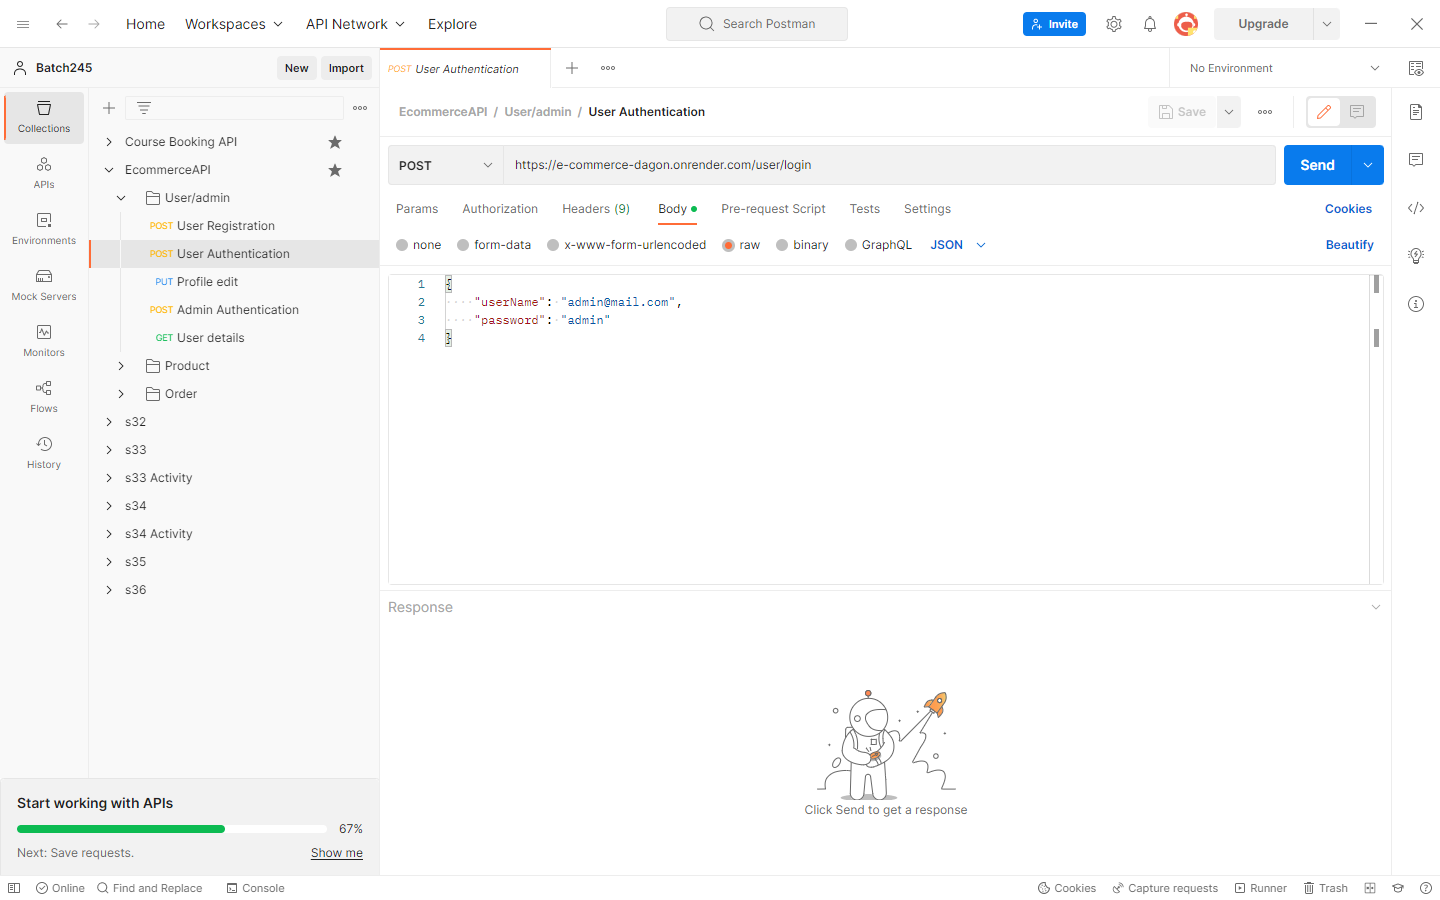 Home Workspaces API Network Explore Search Postman Invite Upgrade
Batch245 New Import POST User Authentication No Environment
Collections
APIs
Environments
Mock Servers
Monitors
Flows
History
Course Booking API
EcommerceAPI
User/admin
POST User Registration
POST User Authentication
PUT Profile edit
POST Admin Authentication
GET User details
Product
Order
s32
s33
s33 Activity
s34
s34 Activity
s35
s36
Start working with APIs
67%
Next: Save requests. Show me
EcommerceAPI / User/admin / User Authentication Save
POST https://e-commerce-dagon.onrender.com/user/login Send
Params Authorization Headers (9) Body Pre-request Script Tests Settings Cookies
none form-data x-www-form-urlencoded raw binary GraphQL JSON Beautify
1 {
2 "userName": "admin@mail.com",
3 "password": "admin"
4 }
Response
Click Send to get a response
Online Find and Replace Console Cookies Capture requests Runner Trash